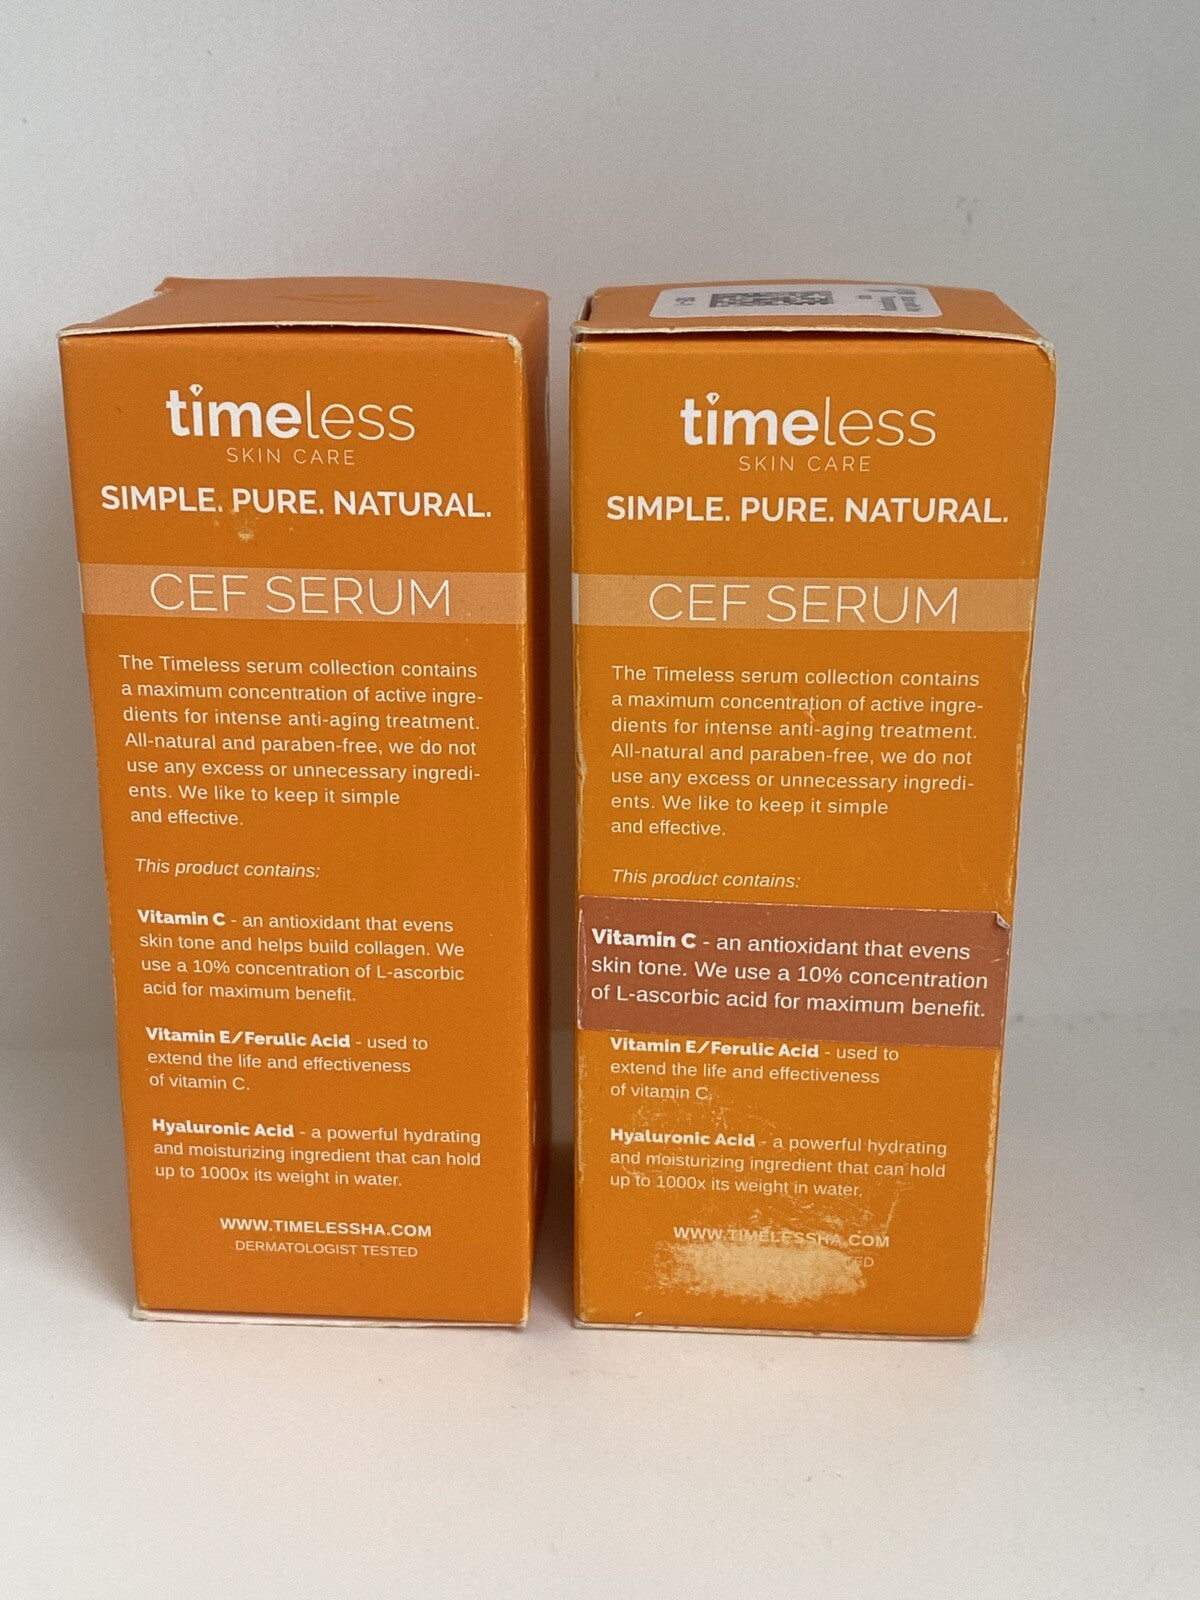 timeless
SKIN CARE
SIMPLE. PURE. NATURAL.
CEF SERUM
The Timeless serum collection contains
a maximum concentration of active ingre-
dients for intense anti-aging treatment.
All-natural and paraben-free, we do not
use any excess or unnecessary ingredi-
ents. We like to keep it simple
and effective.
This product contains:
Vitamin C - an antioxidant that evens
skin tone and helps build collagen. We
use a 10% concentration of L-ascorbic
acid for maximum benefit.
Vitamin E/Ferulic Acid - used to
extend the life and effectiveness
of vitamin C.
Hyaluronic Acid - a powerful hydrating
and moisturizing ingredient that can hold
up to 1000x its weight in water.
WWW.TIMELESSHA.COM
DERMATOLOGIST TESTED
timeless
SKIN CARE
SIMPLE. PURE. NATURAL.
CEF SERUM
The Timeless serum collection contains
a maximum concentration of active ingre-
dients for intense anti-aging treatment.
All-natural and paraben-free, we do not
use any excess or unnecessary ingredi-
ents. We like to keep it simple
and effective.
This product contains:
Vitamin C - an antioxidant that evens
skin tone. We use a 10% concentration
of L-ascorbic acid for maximum benefit.
Vitamin E/Ferulic Acid - used to
extend the life and effectiveness
of vitamin C.
Hyaluronic Acid - a powerful hydrating
and moisturizing ingredient that can hold
up to 1000x its weight in water.
WWW.TIMELESSHA.COM